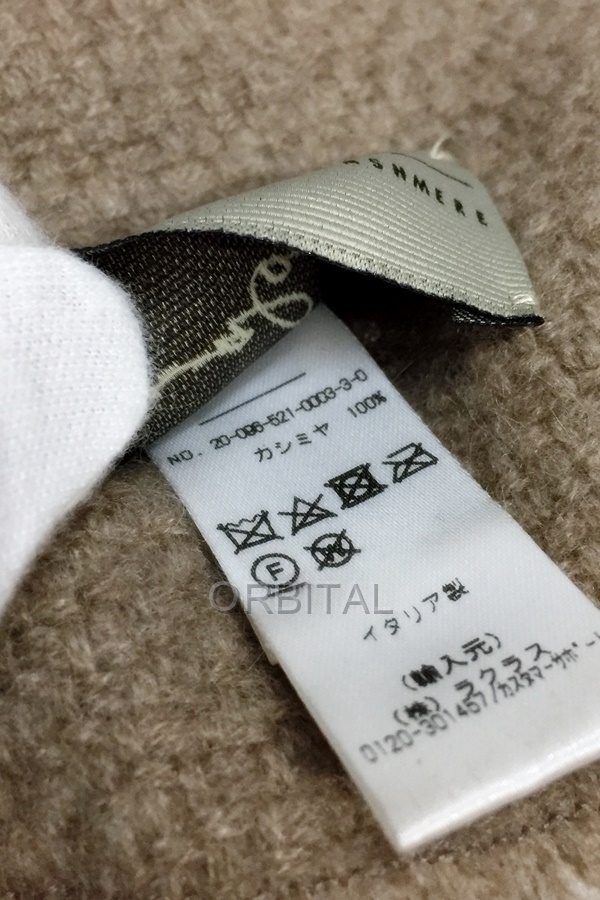 SHMERE
NO. 20-096-521-0003-3-0
カシミヤ 100%
F
W
ORBITAL
イタリア製
(輸入元)
(株)ラクラス
0120-301457/カスタマーサポート